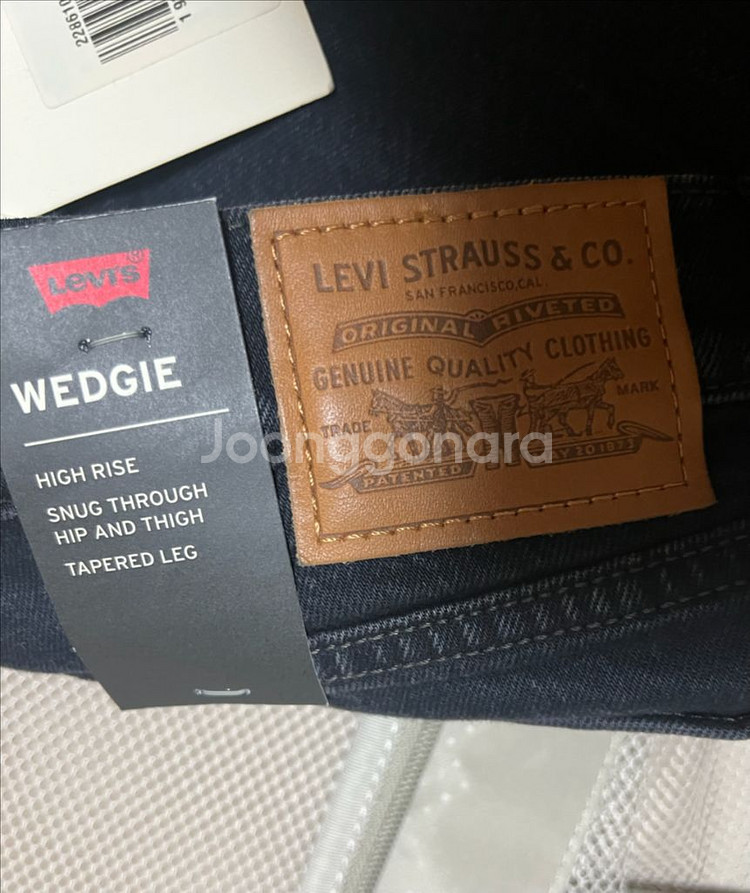 228610
Levi's®
WEDGIE
HIGH RISE
SNUG THROUGH
HIP AND THIGH
TAPERED LEG
LEVI STRAUSS & CO.
SAN FRANCISCO, CAL.
ORIGINAL RIVETED
GENUINE QUALITY CLOTHING
TRADE MARK
PATENTED
Joonggonara